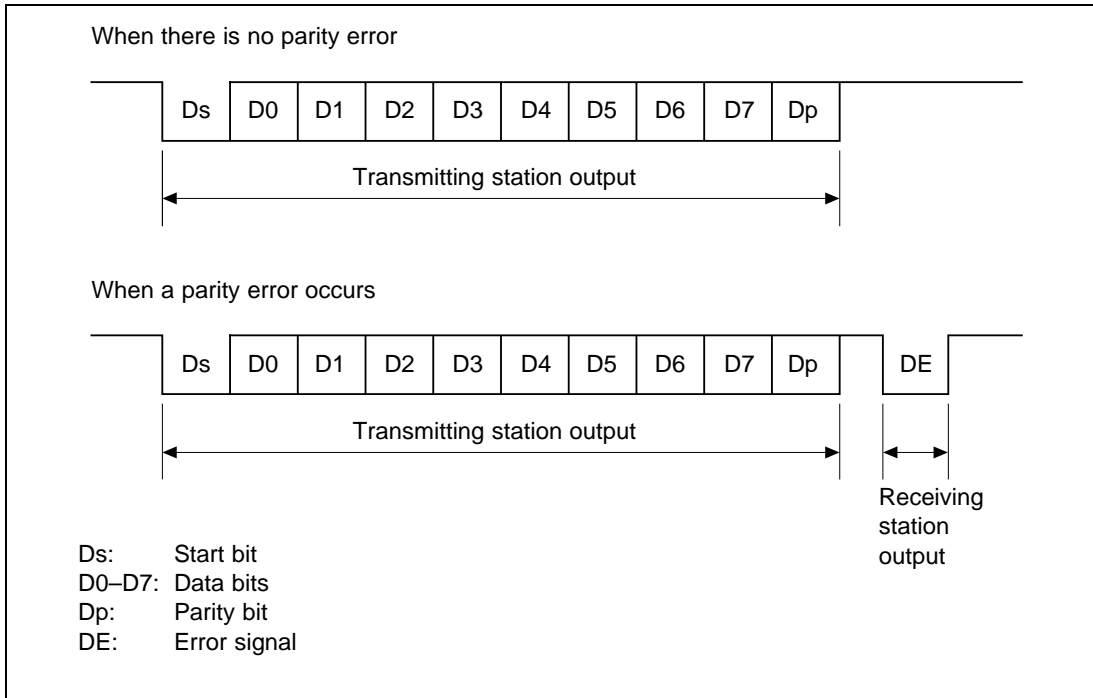 When there is no parity error
Ds D0 D1 D2 D3 D4 D5 D6 D7 Dp
Transmitting station output
When a parity error occurs
Ds D0 D1 D2 D3 D4 D5 D6 D7 Dp DE
Transmitting station output
Receiving
station
output
Ds: Start bit
D0–D7: Data bits
Dp: Parity bit
DE: Error signal